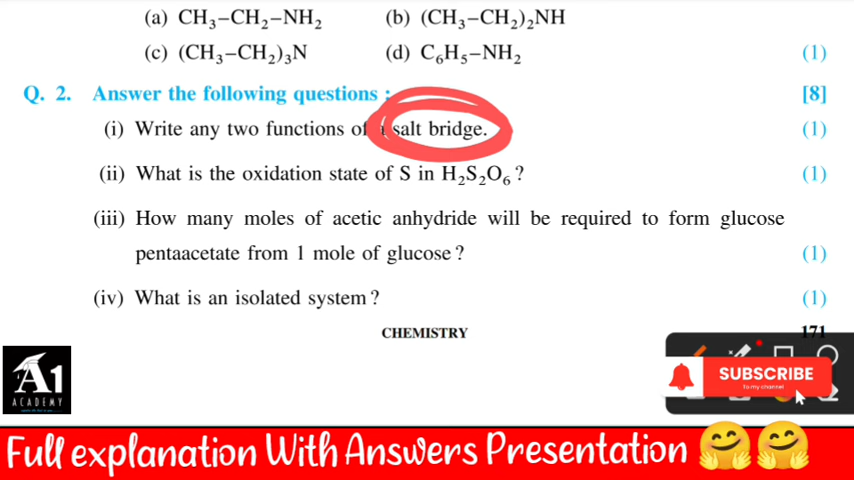 (a) CH₃–CH₂–NH₂ (b) (CH₃–CH₂)₂NH
(c) (CH₃–CH₂)₃N (d) C₆H₅–NH₂ (1)
Q. 2. Answer the following questions : [8]
(i) Write any two functions of a salt bridge. (1)
(ii) What is the oxidation state of S in H₂S₂O₆ ? (1)
(iii) How many moles of acetic anhydride will be required to form glucose
pentaacetate from 1 mole of glucose ? (1)
(iv) What is an isolated system ? (1)
CHEMISTRY 171
A1
ACADEMY
SUBSCRIBE
To my channel
Full explanation With Answers Presentation